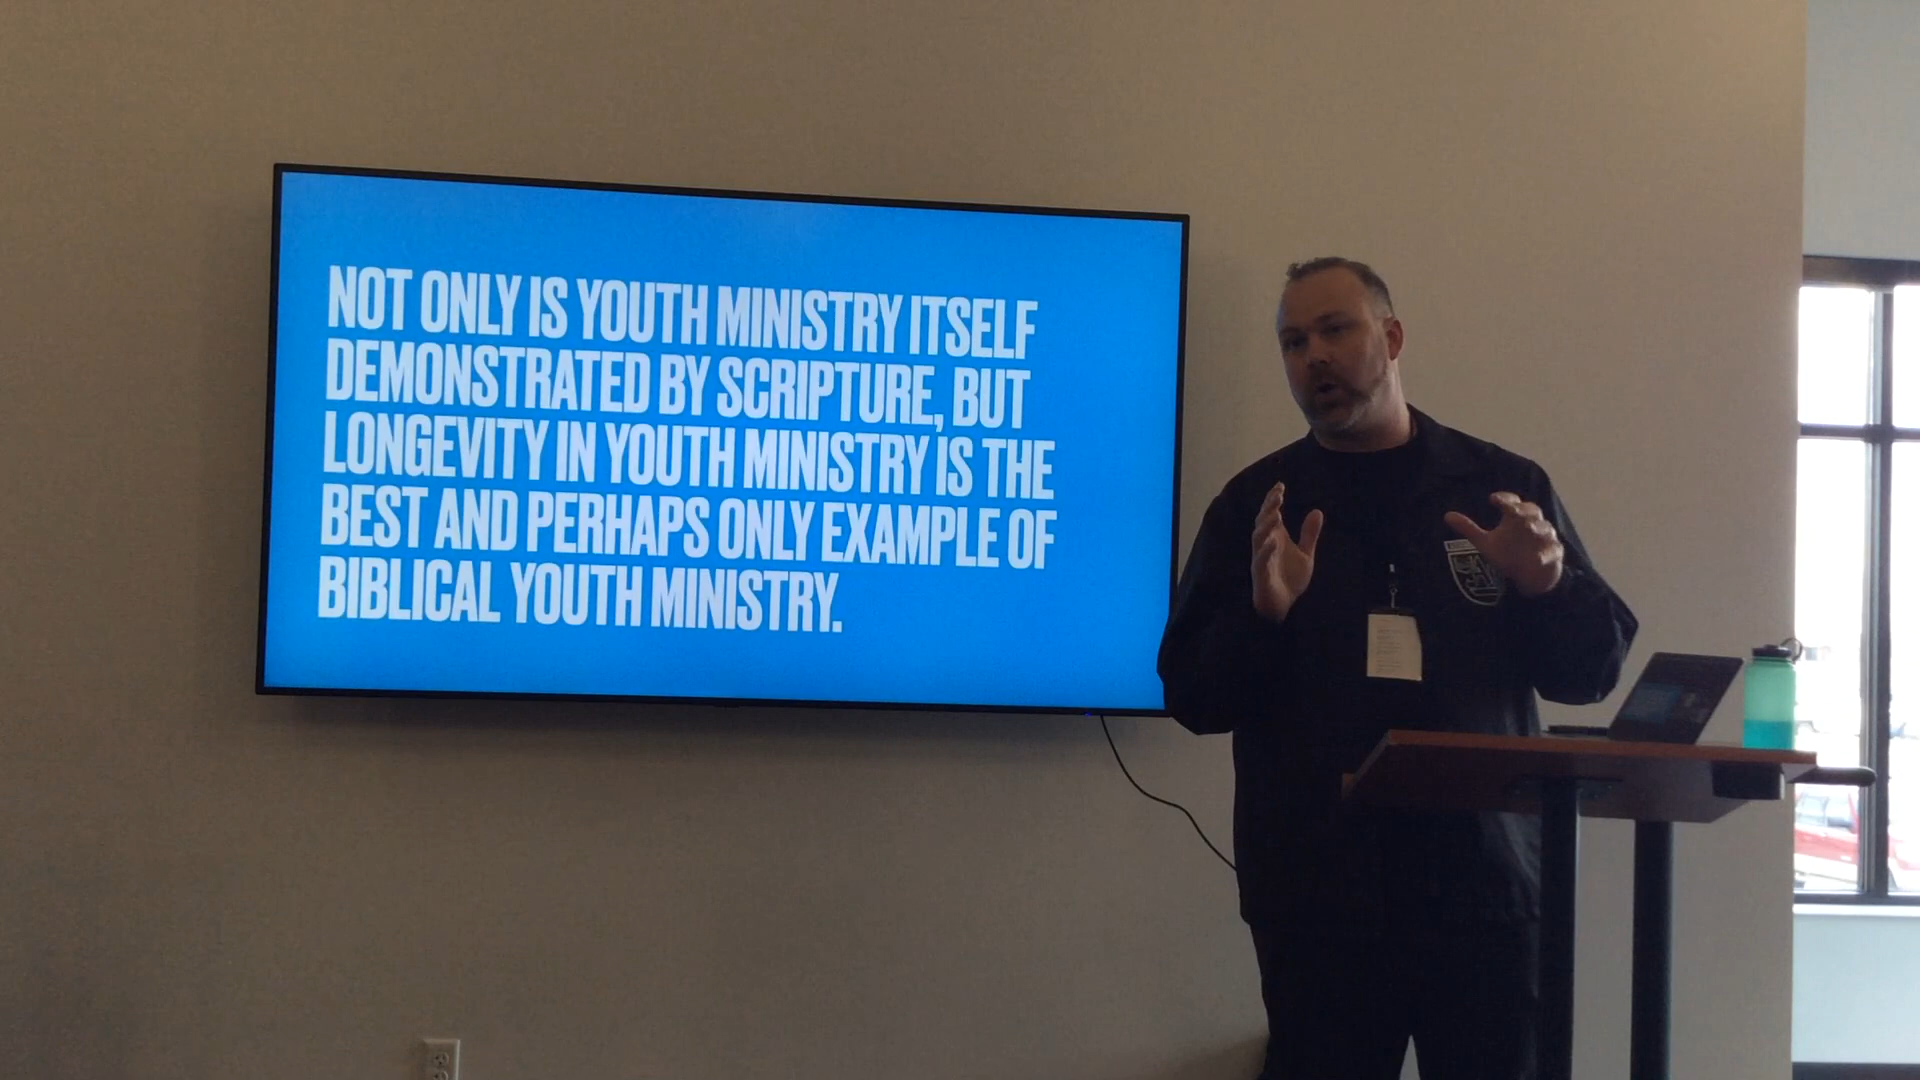 NOT ONLY IS YOUTH MINISTRY ITSELF
DEMONSTRATED BY SCRIPTURE, BUT
LONGEVITY IN YOUTH MINISTRY IS THE
BEST AND PERHAPS ONLY EXAMPLE OF
BIBLICAL YOUTH MINISTRY.